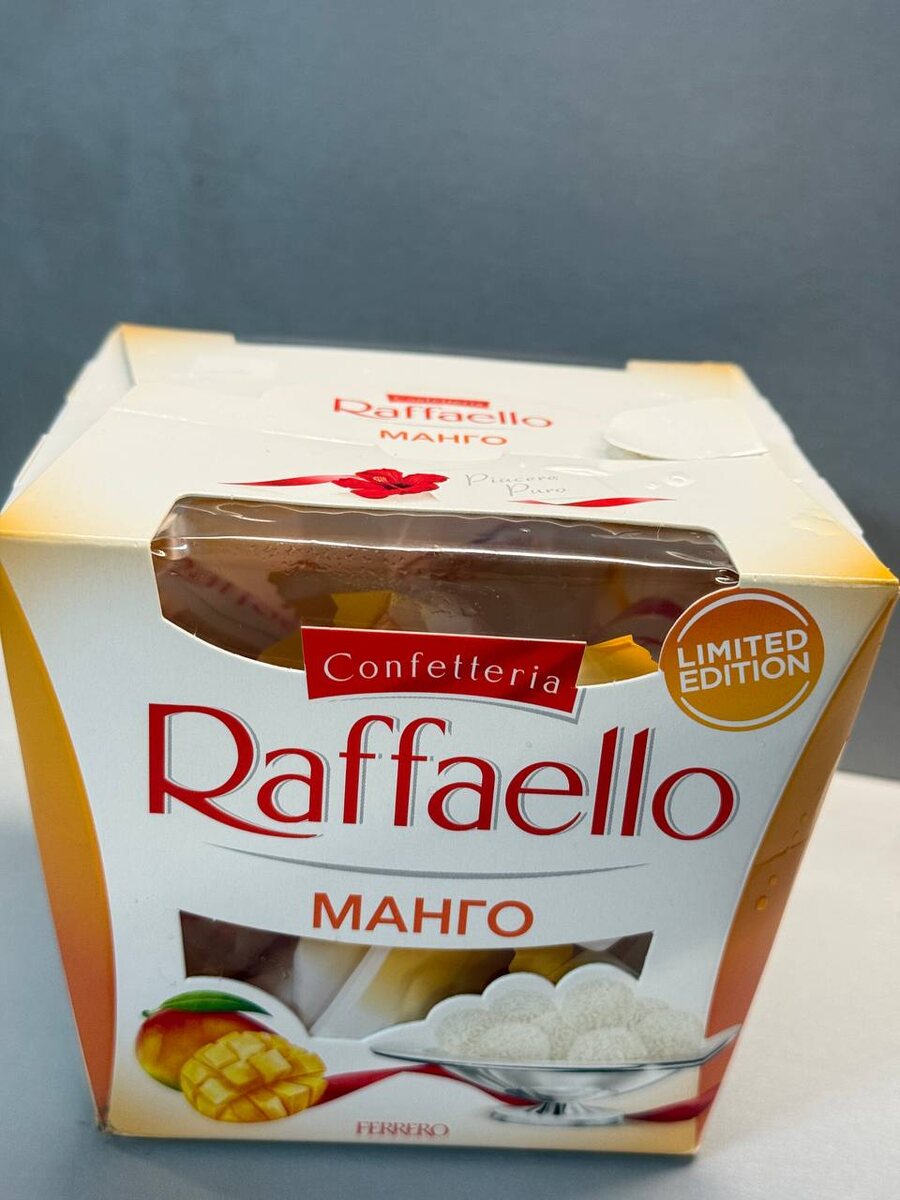 Confetteria
Raffaello
МАНГО
Piacere
Puro
LIMITED
EDITION
Confetteria
Raffaello
МАНГО
FERRERO